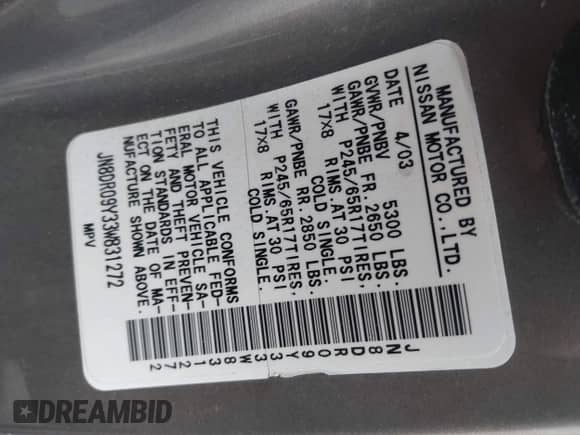 MANUFACTURED BY
NISSAN MOTOR CO.,LTD.
DATE 4/03
GVWR/PNBV 5300 LBS.
GAWR/PNBE FR. 2650 LBS.
WITH P245/65R17TIRES,
17X8 RIMS.AT 30 PSI
COLD SINGLE.
GAWR/PNBE RR. 2850 LBS.
WITH P245/65R17TIRES,
17X8 RIMS.AT 30 PSI
COLD SINGLE.
THIS VEHICLE CONFORMS
TO ALL APPLICABLE FED-
ERAL MOTOR VEHICLE SA-
FETY AND THEFT PREVEN-
TION STANDARDS IN EFF-
ECT ON THE DATE OF MA-
NUFACTURE SHOWN ABOVE.
JN8DR09Y33W831272
MPV
JN8DR09Y33W831272
DREAMBID